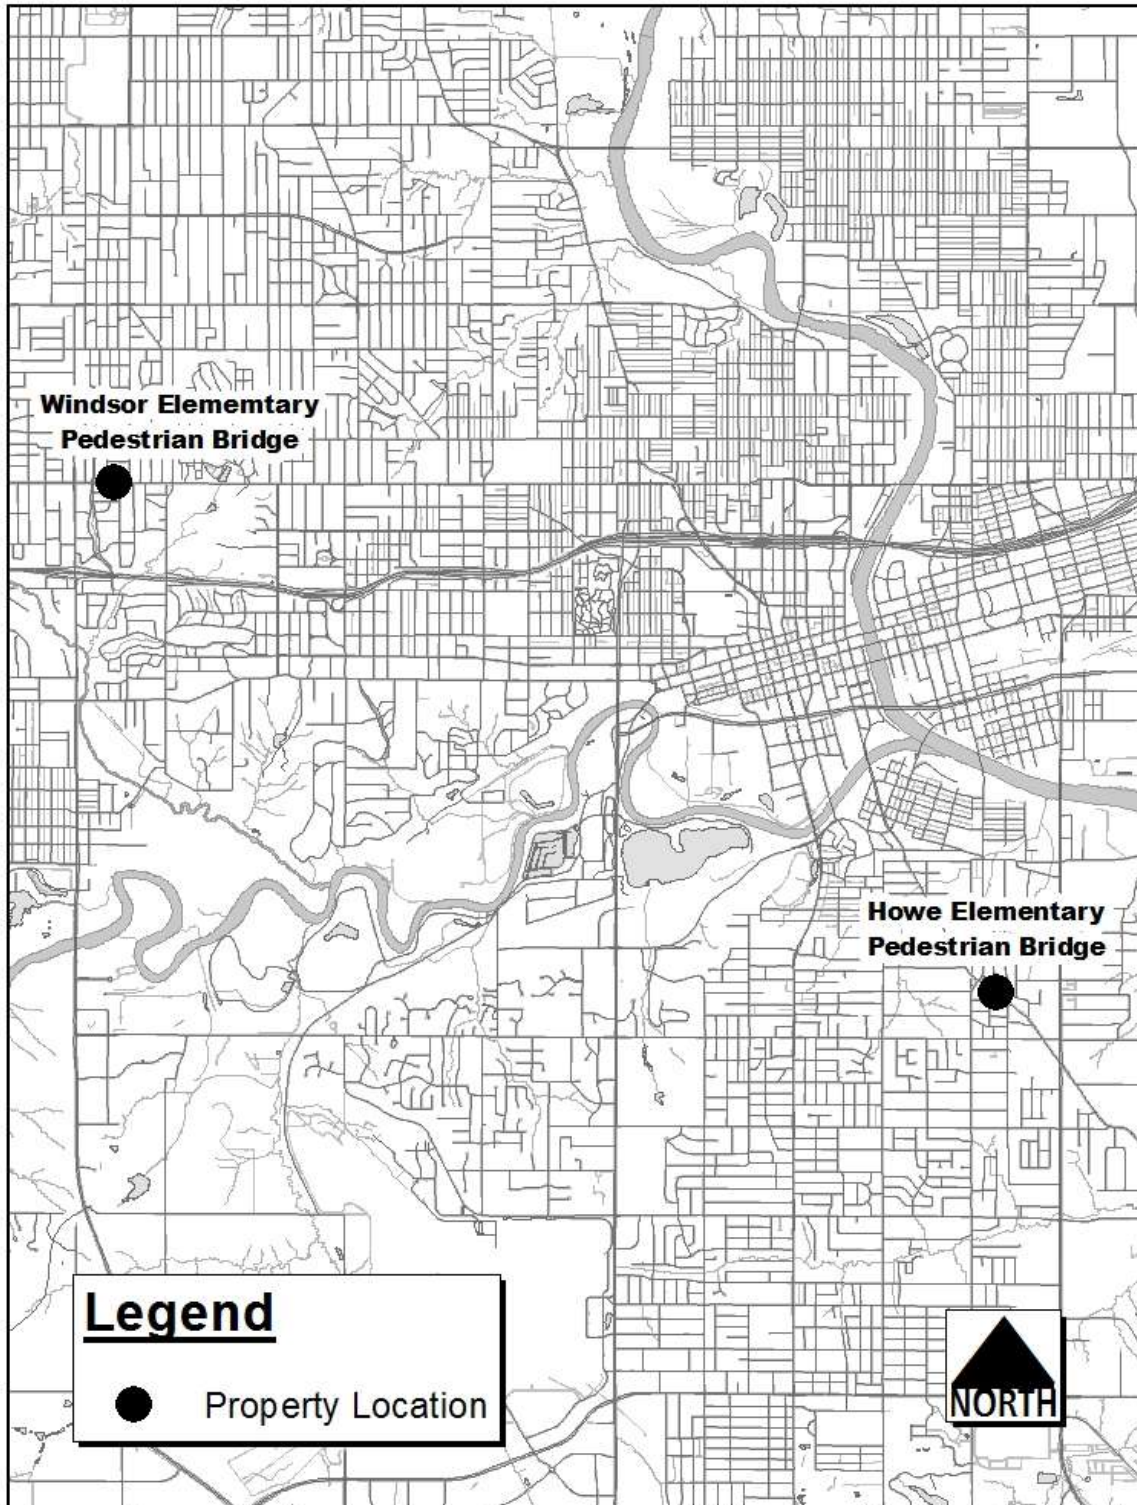 Windsor Elememtary
Pedestrian Bridge
Howe Elementary
Pedestrian Bridge
Legend
Property Location
NORTH